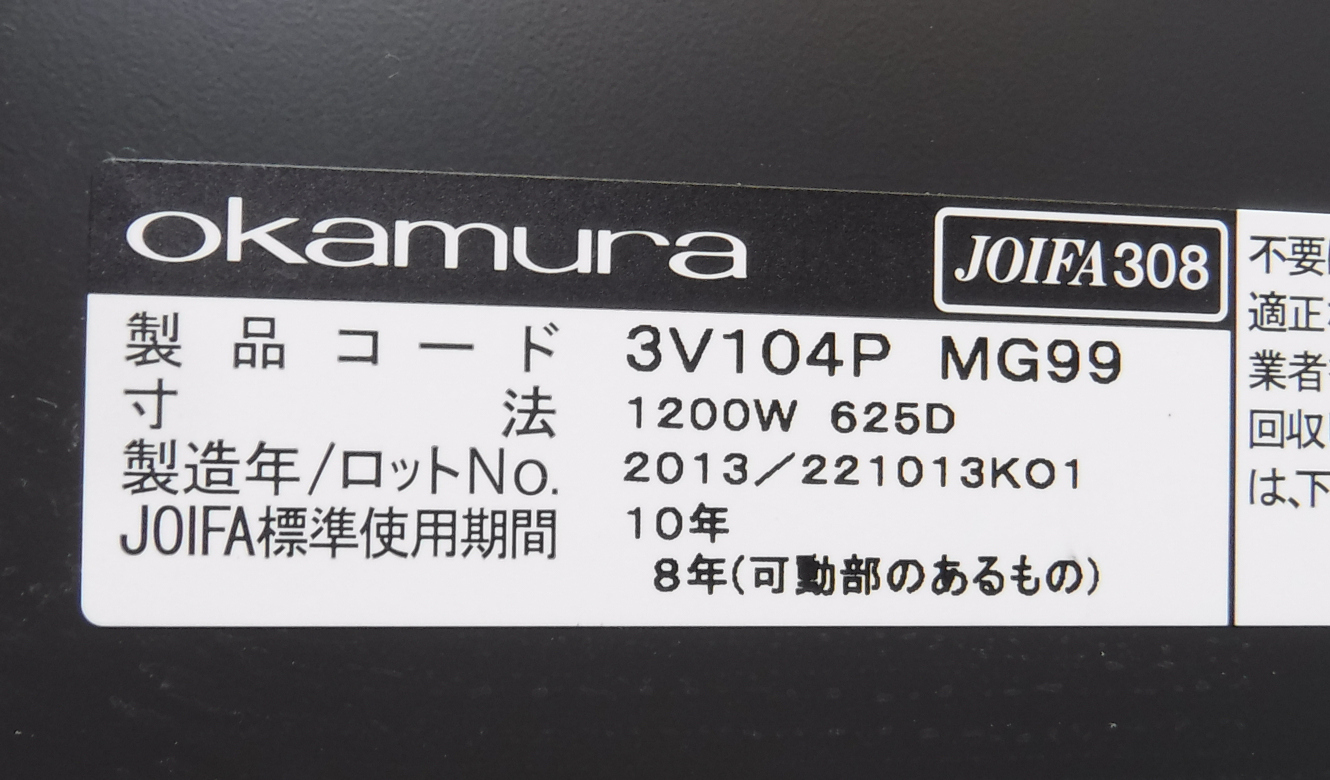 okamura JOIFA308
製品コード 3V104P MG99
寸法 1200W 625D
製造年/ロットNo. 2013/221013K01
JOIFA標準使用期間 10年
8年(可動部のあるもの)
不要
適正
業者
回収
は、下